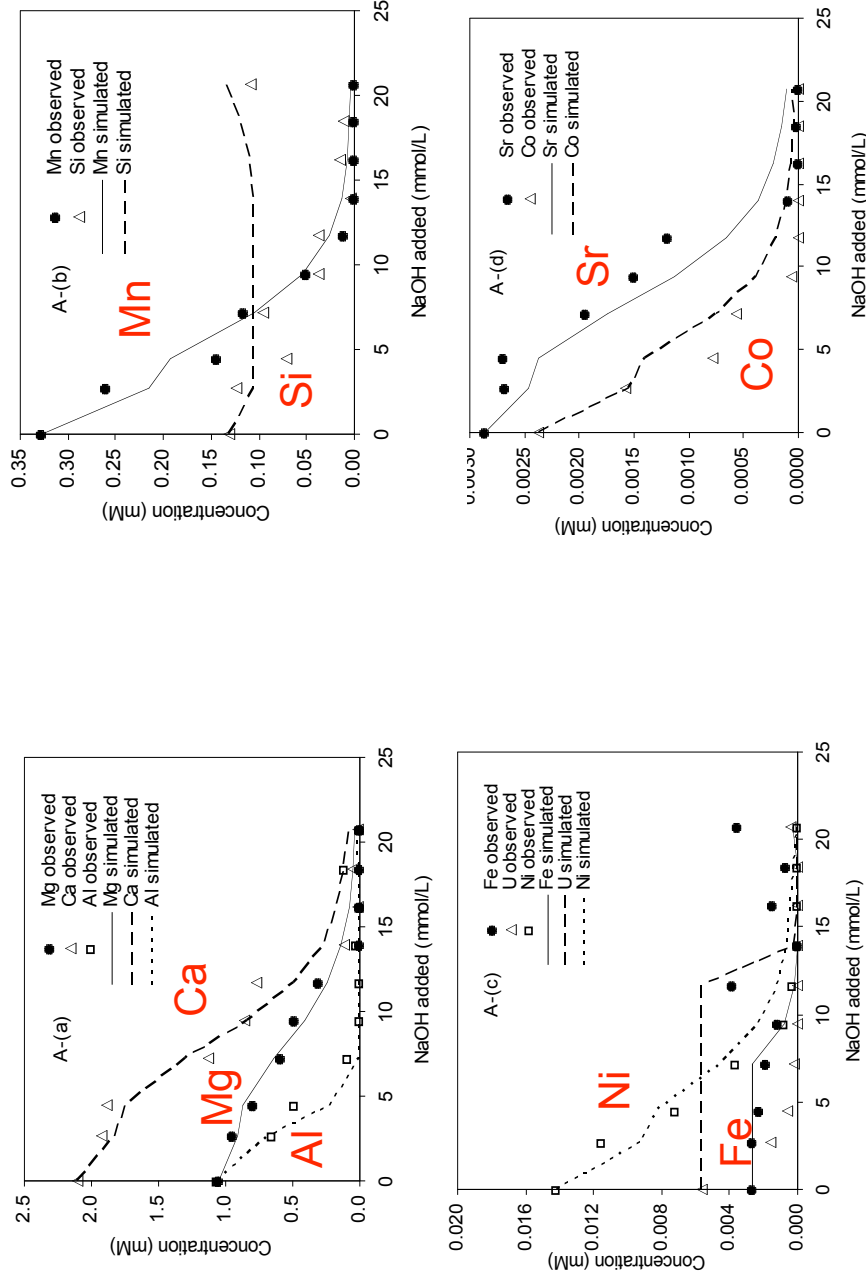 A-(a)
Mg observed
Ca observed
Al observed
Mg simulated
Ca simulated
Al simulated
Ca
Mg
Al
2.5
2.0
1.5
1.0
0.5
0.0
Concentration (mM)
0 5 10 15 20 25
NaOH added (mmol/L)
A-(b)
Mn observed
Si observed
Mn simulated
Si simulated
Mn
Si
0.35
0.30
0.25
0.20
0.15
0.10
0.05
0.00
Concentration (mM)
0 5 10 15 20 25
NaOH added (mmol/L)
A-(c)
Fe observed
U observed
Ni observed
Fe simulated
U simulated
Ni simulated
Ni
Fe
0.020
0.016
0.012
0.008
0.004
0.000
Concentration (mM)
0 5 10 15 20 25
NaOH added (mmol/L)
A-(d)
Sr observed
Co observed
Sr simulated
Co simulated
Sr
Co
0.0030
0.0025
0.0020
0.0015
0.0010
0.0005
0.0000
Concentration (mM)
0 5 10 15 20 25
NaOH added (mmol/L)